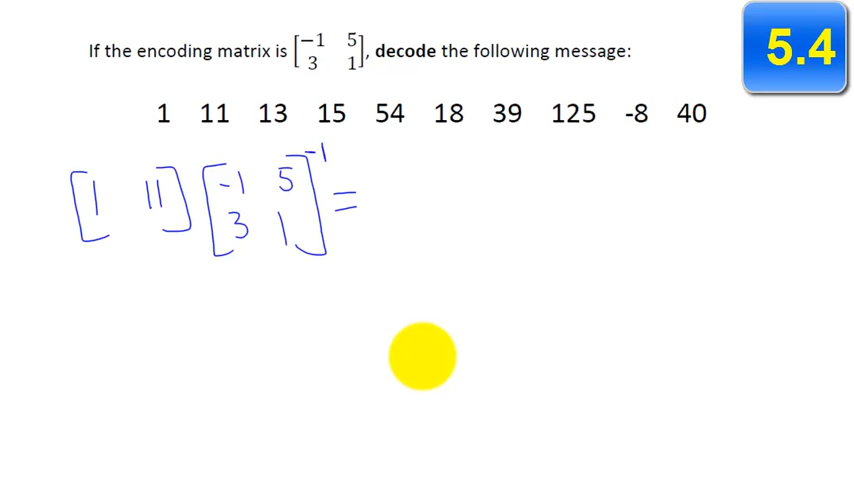 5.4
If the encoding matrix is [−1 5
3 1], decode the following message:
1 11 13 15 54 18 39 125 -8 40
[1 11] [-1 5
3 1]^-1 =